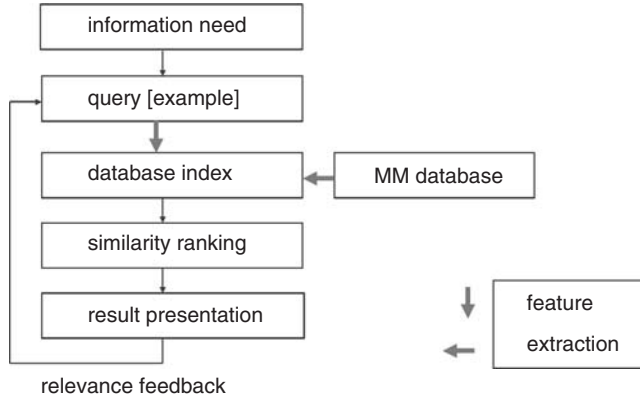 information need
query [example]
database index
MM database
similarity ranking
result presentation
feature
extraction
relevance feedback